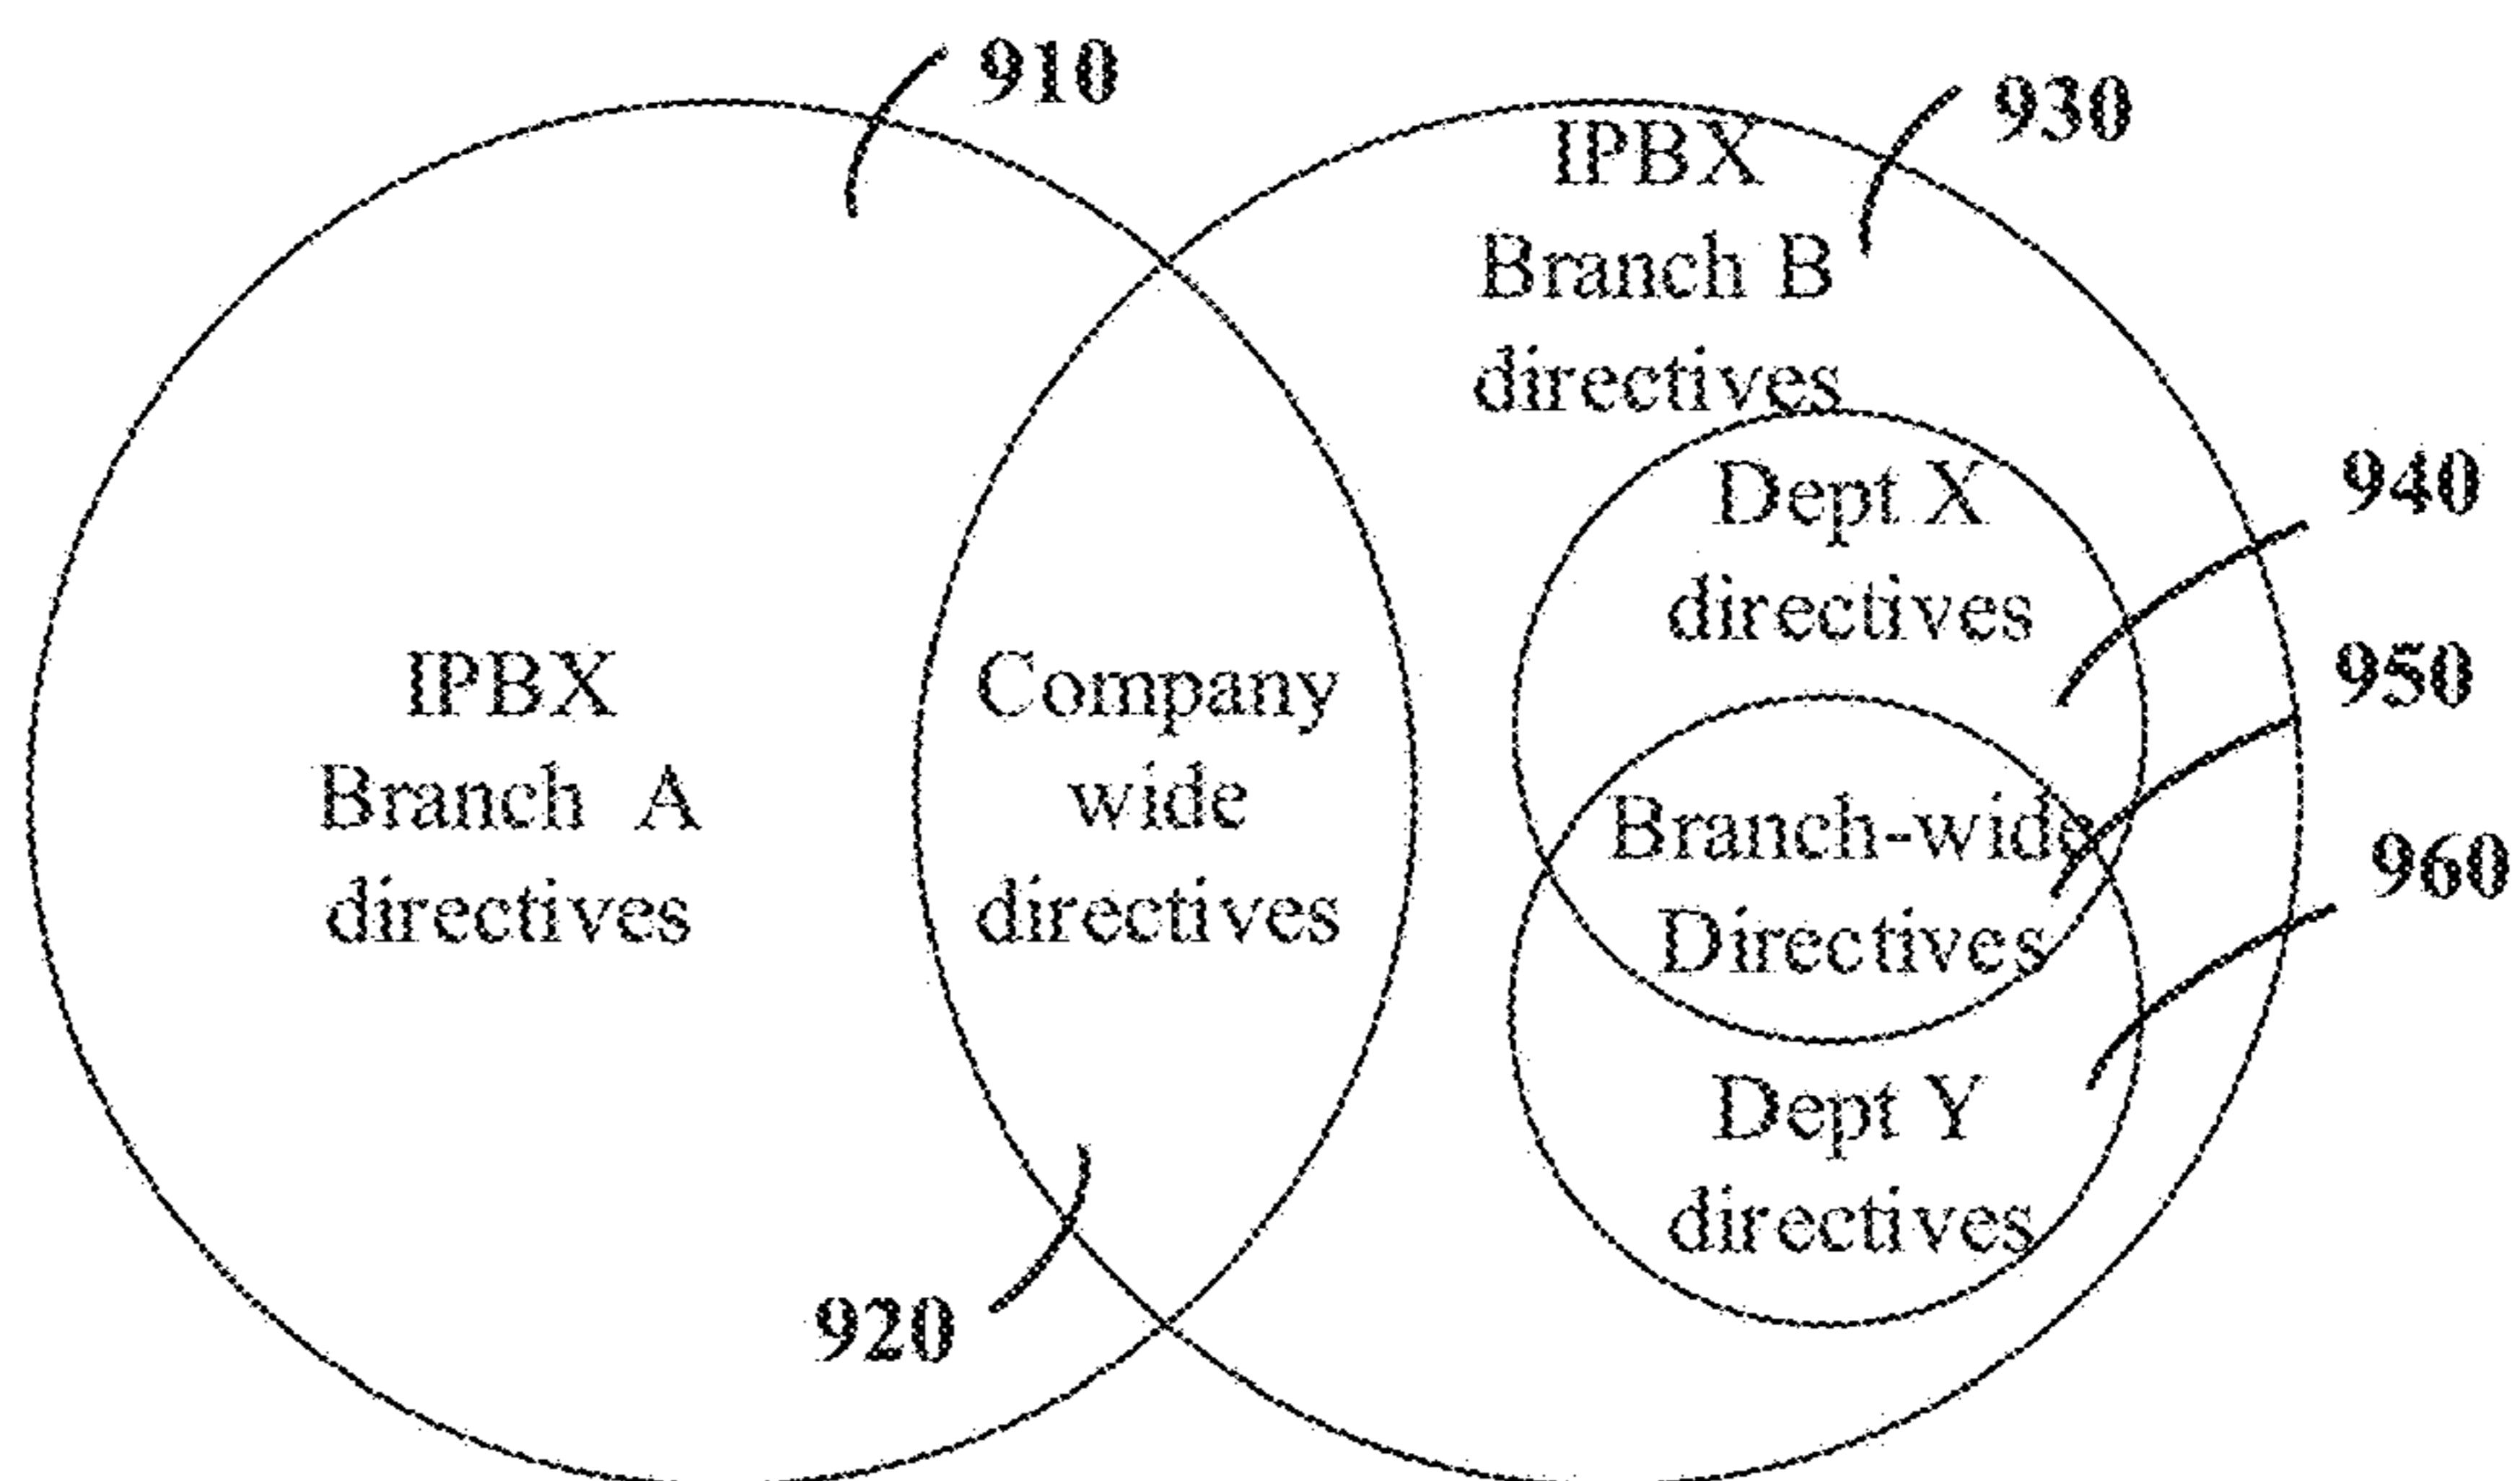 910
930
IPBX
Branch B
directives
Dept X
directives
940
950
960
IPBX
Branch A
directives
Company
wide
directives
Branch-wide
Directives
Dept Y
directives
920